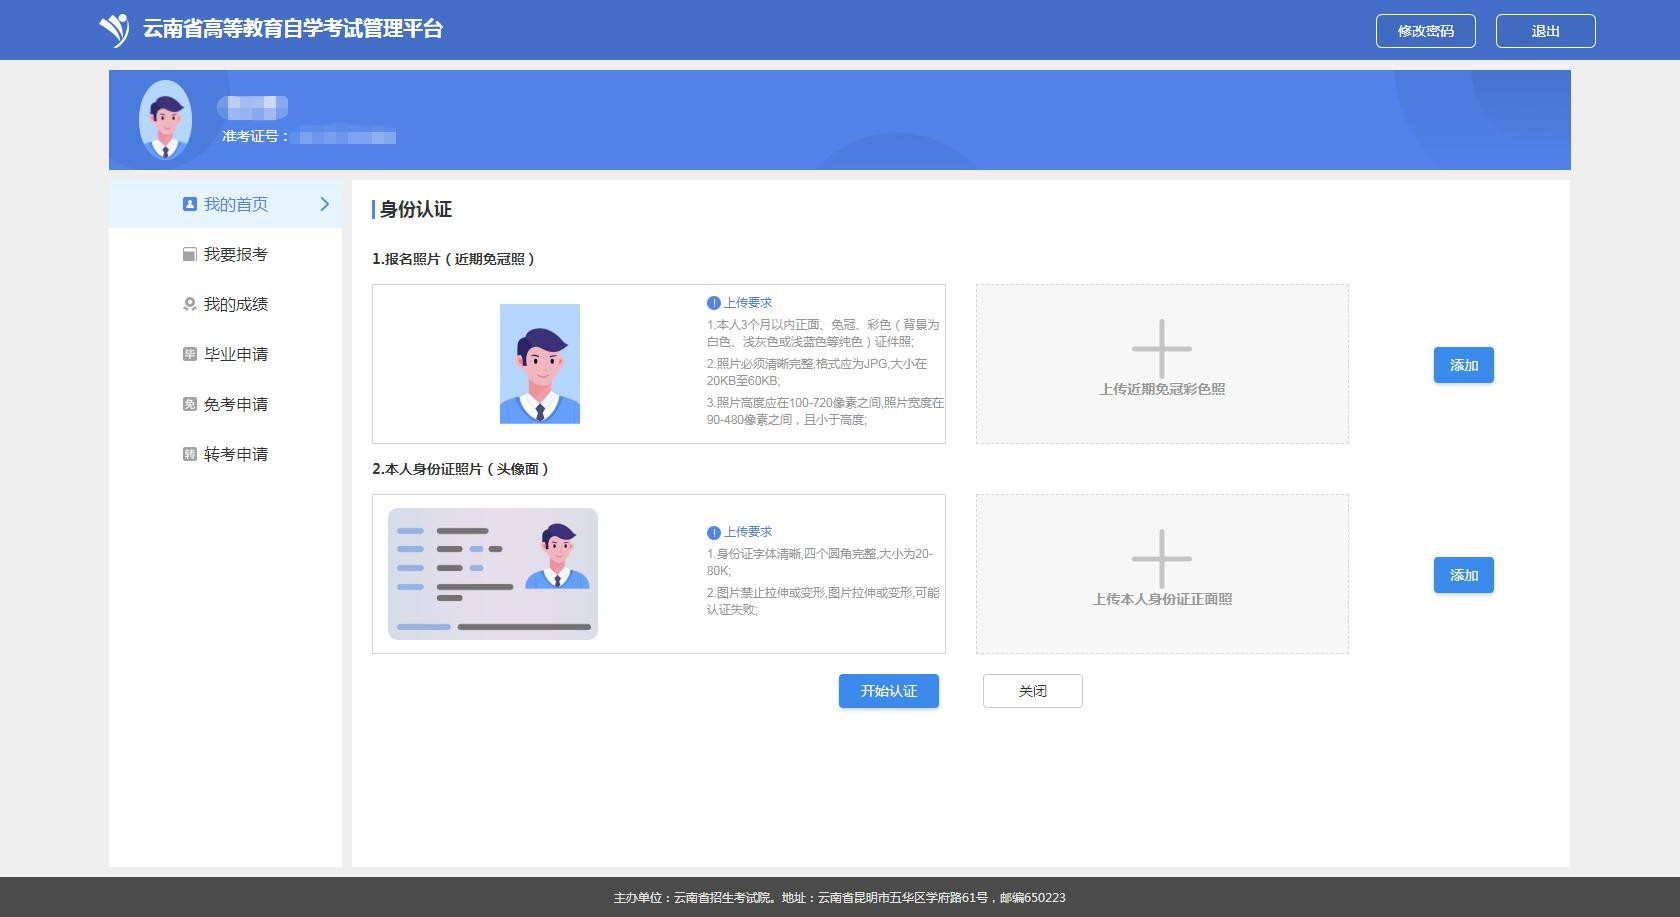 云南省高等教育自学考试管理平台
修改密码
退出
准考证号：
我的首页
我要报考
我的成绩
毕 毕业申请
免 免考申请
转 转考申请
身份认证
1.报名照片（近期免冠照）
! 上传要求
1.本人3个月以内正面、免冠、彩色（背景为
白色、浅灰色或浅蓝色等纯色）证件照;
2.照片必须清晰完整,格式应为JPG,大小在
20KB至60KB;
3.照片高度应在100-720像素之间,照片宽度在
90-480像素之间，且小于高度;
上传近期免冠彩色照
添加
2.本人身份证照片（头像面）
! 上传要求
1.身份证字体清晰,四个圆角完整,大小为20-
80K;
2.图片禁止拉伸或变形,图片拉伸或变形,可能
认证失败;
上传本人身份证正面照
添加
开始认证
关闭
主办单位：云南省招生考试院。地址：云南省昆明市五华区学府路61号，邮编650223